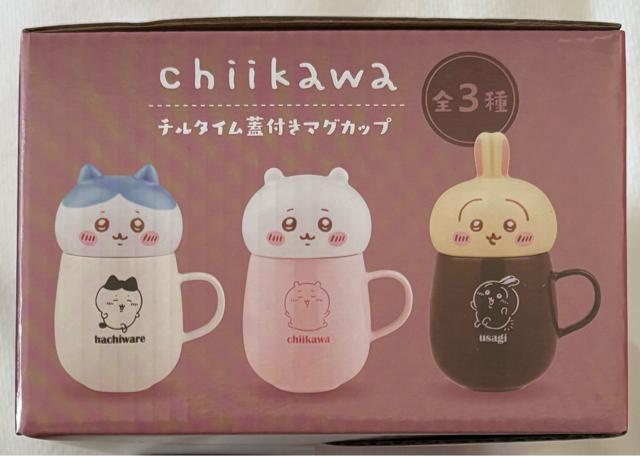 chiikawa
全3種
チルタイム蓋付きマグカップ
hachiware
chiikawa
usagi